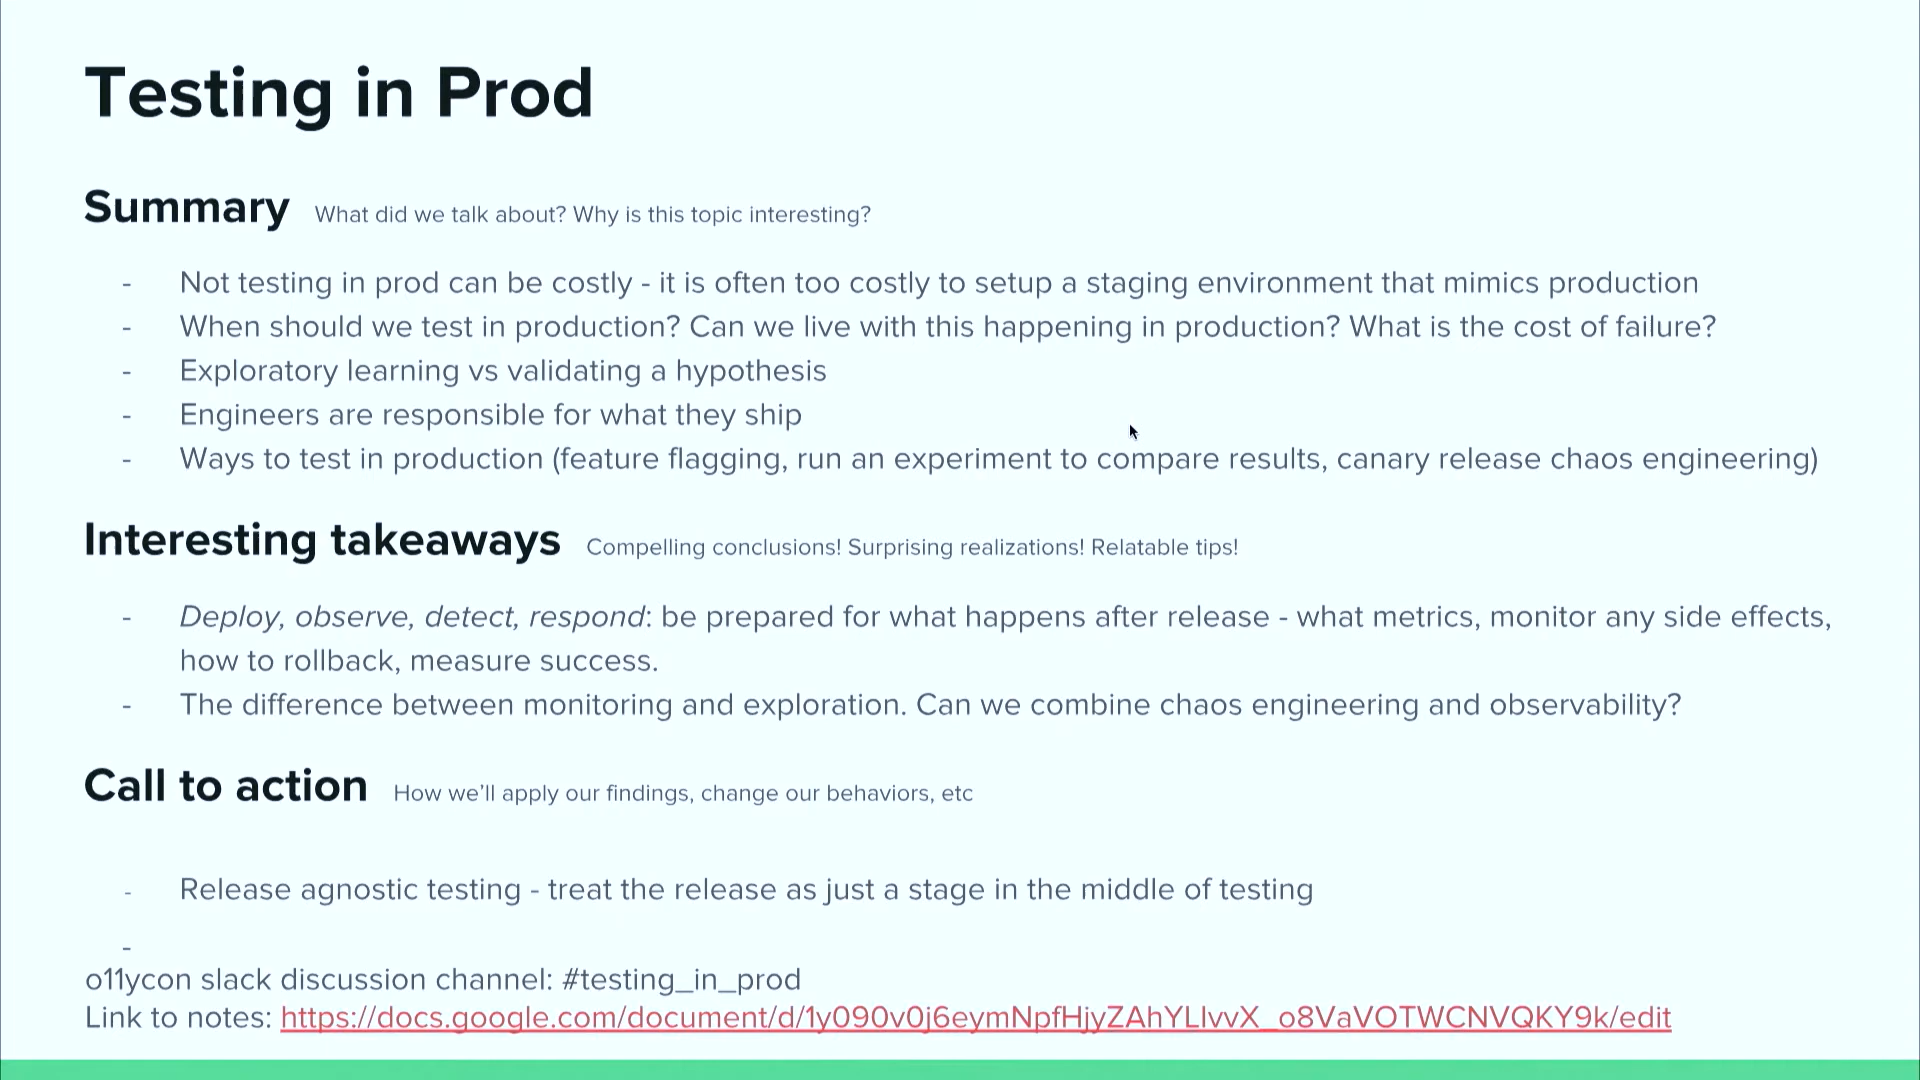 Testing in Prod
Summary What did we talk about? Why is this topic interesting?
- Not testing in prod can be costly - it is often too costly to setup a staging environment that mimics production
- When should we test in production? Can we live with this happening in production? What is the cost of failure?
- Exploratory learning vs validating a hypothesis
- Engineers are responsible for what they ship
- Ways to test in production (feature flagging, run an experiment to compare results, canary release chaos engineering)
Interesting takeaways Compelling conclusions! Surprising realizations! Relatable tips!
- Deploy, observe, detect, respond: be prepared for what happens after release - what metrics, monitor any side effects,
how to rollback, measure success.
- The difference between monitoring and exploration. Can we combine chaos engineering and observability?
Call to action How we’ll apply our findings, change our behaviors, etc
- Release agnostic testing - treat the release as just a stage in the middle of testing
-
o11ycon slack discussion channel: #testing_in_prod
Link to notes: https://docs.google.com/document/d/1y090v0j6eymNpfHjyZAhYLlvvX_o8VaVOTWCNVQKY9k/edit